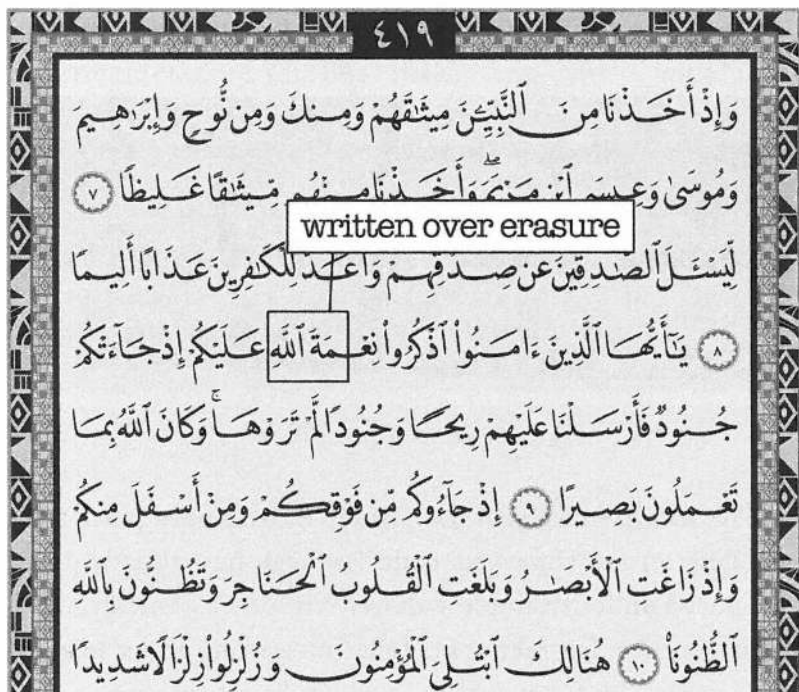 ٤١٩
وَإِذْ أَخَذْنَا مِنَ ٱلنَّبِيِّـۧنَ مِيثَٰقَهُمْ وَمِنكَ وَمِن نُّوحٍ وَإِبْرَٰهِيمَ
وَمُوسَىٰ وَعِيسَى ٱبْنِ مَرْيَمَ ۖ وَأَخَذْنَا مِنْهُم مِّيثَٰقًا غَلِيظًا ٧
written over erasure
لِّيَسْـَٔلَ ٱلصَّٰدِقِينَ عَن صِدْقِهِمْ ۚ وَأَعَدَّ لِلْكَٰفِرِينَ عَذَابًا أَلِيمًا
٨ يَٰٓأَيُّهَا ٱلَّذِينَ ءَامَنُوا۟ ٱذْكُرُوا۟ نِعْمَةَ ٱللَّهِ عَلَيْكُمْ إِذْ جَآءَتْكُمْ
جُنُودٌ فَأَرْسَلْنَا عَلَيْهِمْ رِيحًا وَجُنُودًا لَّمْ تَرَوْهَا ۚ وَكَانَ ٱللَّهُ بِمَا
تَعْمَلُونَ بَصِيرًا ٩ إِذْ جَآءُوكُم مِّن فَوْقِكُمْ وَمِنْ أَسْفَلَ مِنكُمْ
وَإِذْ زَاغَتِ ٱلْأَبْصَٰرُ وَبَلَغَتِ ٱلْقُلُوبُ ٱلْحَنَاجِرَ وَتَظُنُّونَ بِٱللَّهِ
ٱلظُّنُونَا۠ ١٠ هُنَالِكَ ٱبْتُلِىَ ٱلْمُؤْمِنُونَ وَزُلْزِلُوا۟ زِلْزَالًا شَدِيدًا